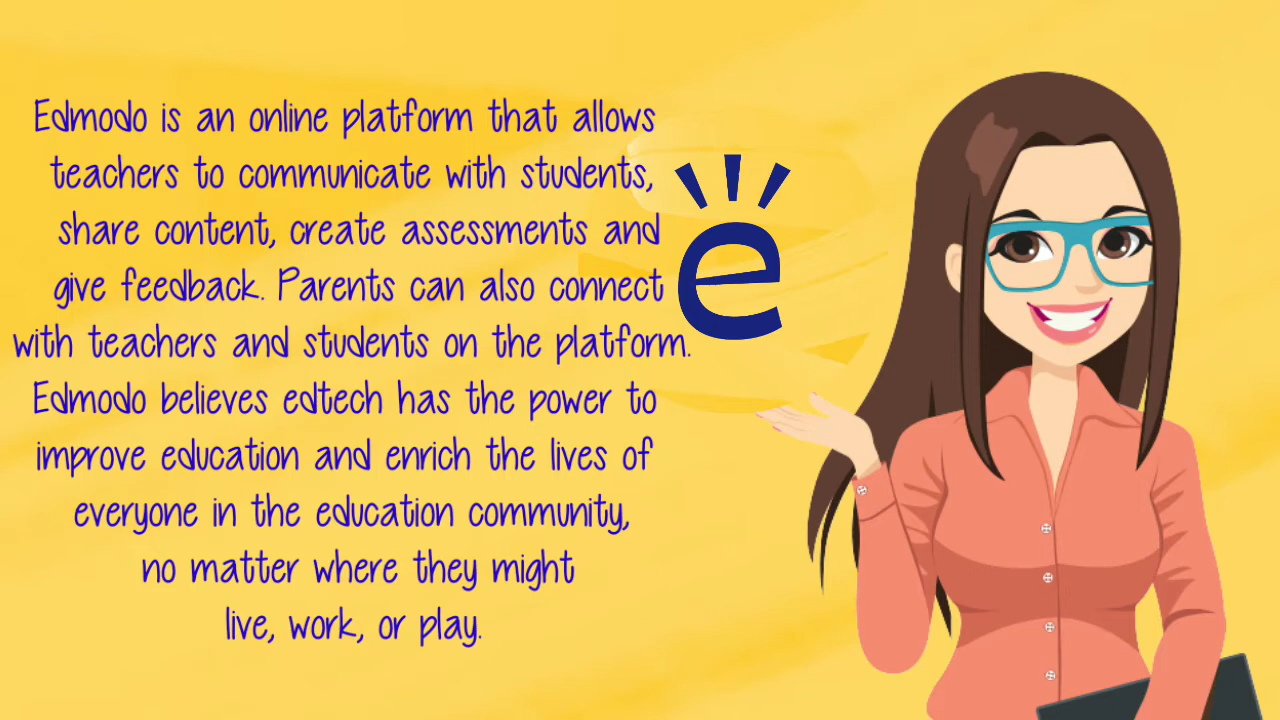 Edmodo is an online platform that allows
teachers to communicate with students,
share content, create assessments and
give feedback. Parents can also connect
with teachers and students on the platform.
Edmodo believes edtech has the power to
improve education and enrich the lives of
everyone in the education community,
no matter where they might
live, work, or play.
e